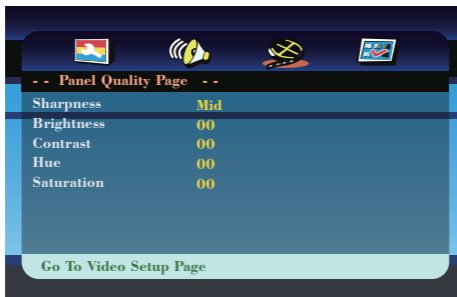 - - Panel Quality Page - -
Sharpness Mid
Brightness 00
Contrast 00
Hue 00
Saturation 00
Go To Video Setup Page